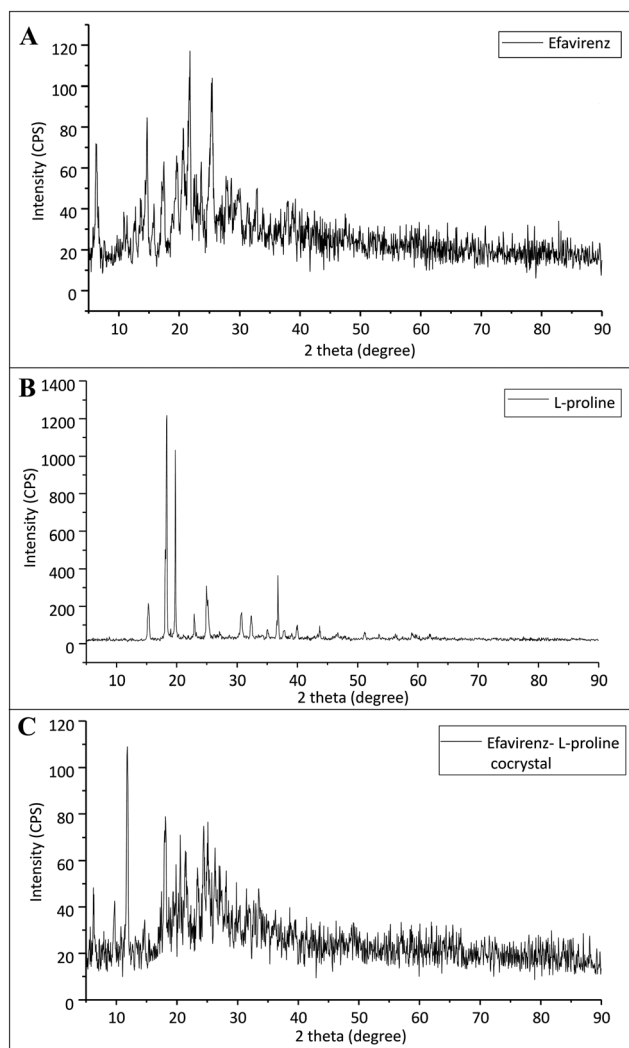 A
Efavirenz
Intensity (CPS)
120
100
80
60
40
20
0
10 20 30 40 50 60 70 80 90
2 theta (degree)
B
L-proline
Intensity (CPS)
1400
1200
1000
800
600
400
200
0
10 20 30 40 50 60 70 80 90
2 theta (degree)
C
Efavirenz- L-proline
cocrystal
Intensity (CPS)
120
100
80
60
40
20
0
10 20 30 40 50 60 70 80 90
2 theta (degree)